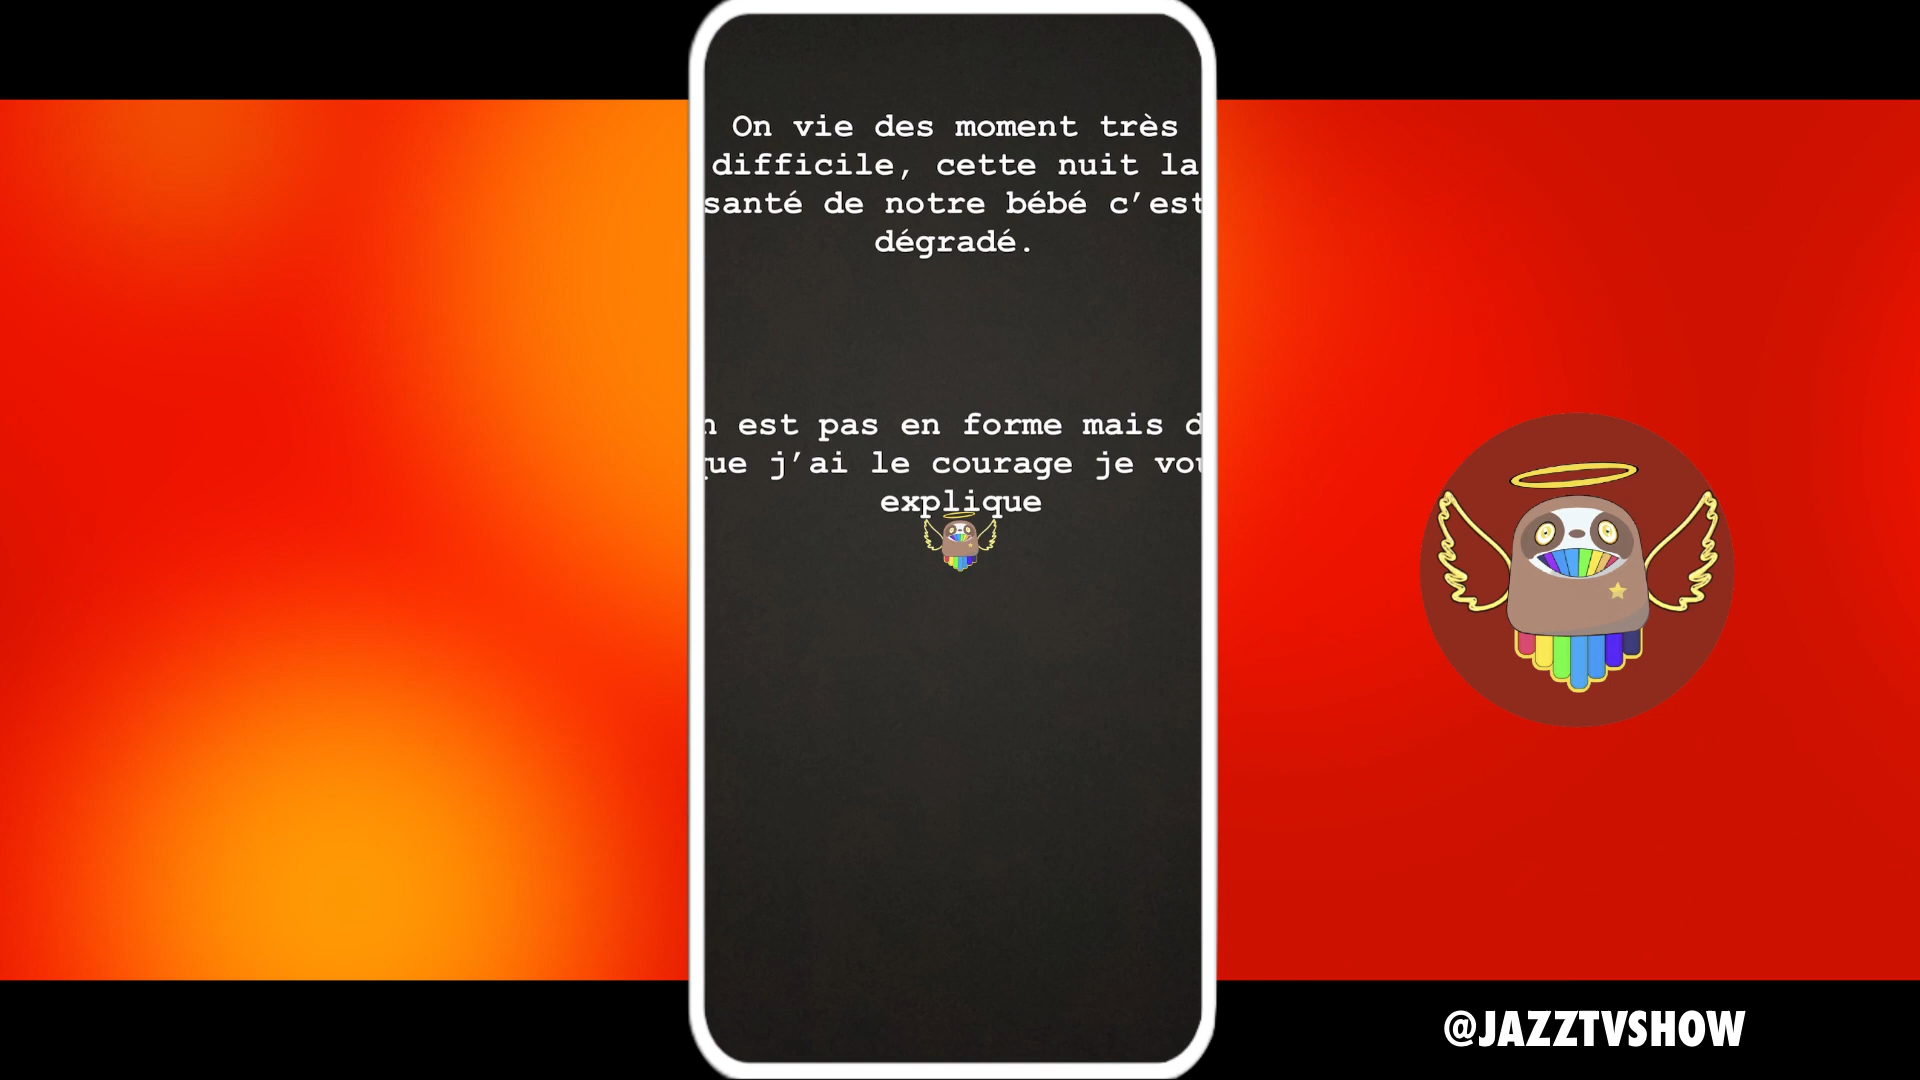 On vie des moment très
difficile, cette nuit la
santé de notre bébé c’est
dégradé.
est pas en forme mais
j’ai le courage je
explique
@JAZZTVSHOW